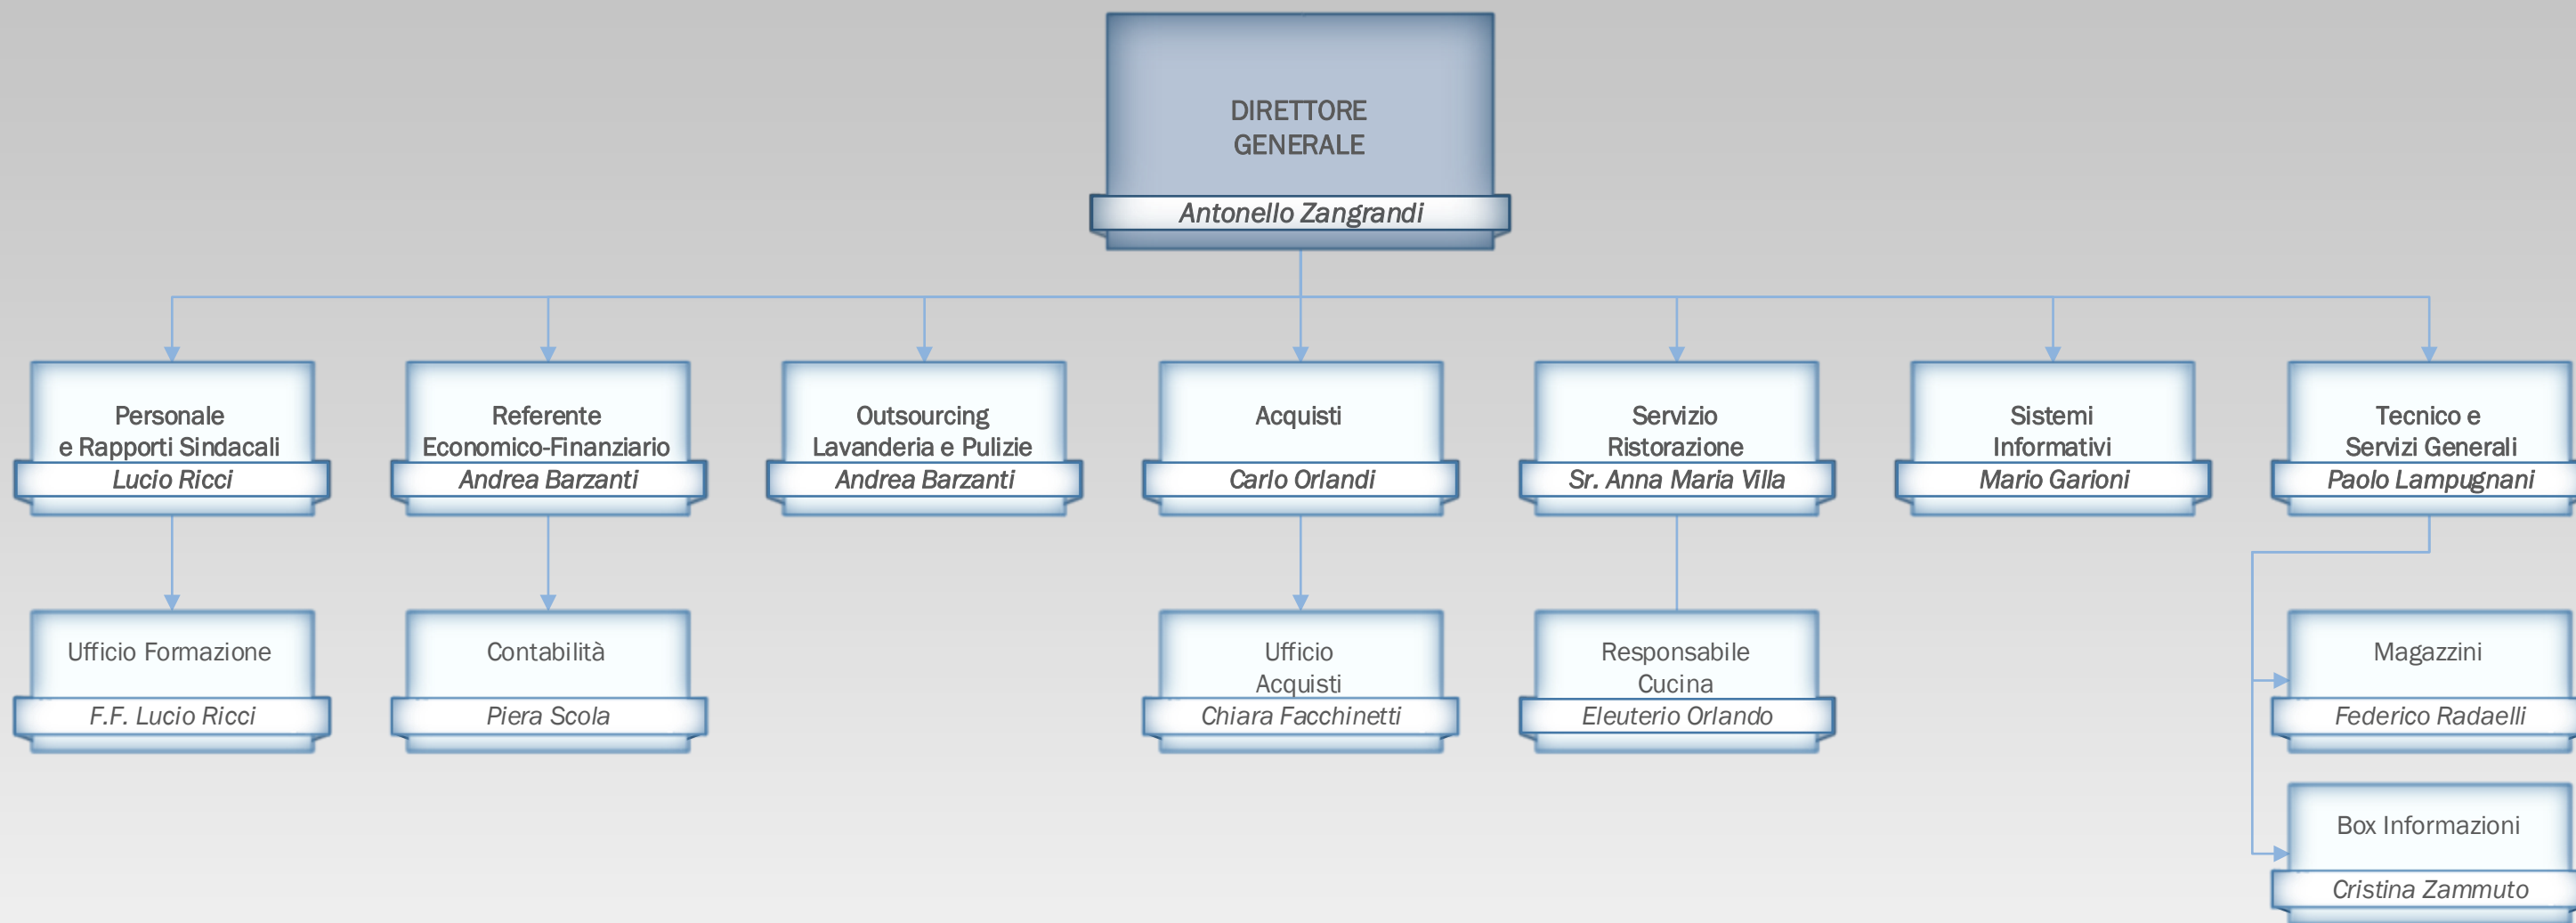 DIRETTORE
GENERALE
Antonello Zangrandi
Personale
e Rapporti Sindacali
Lucio Ricci
Referente
Economico-Finanziario
Andrea Barzanti
Outsourcing
Lavanderia e Pulizie
Andrea Barzanti
Acquisti
Carlo Orlandi
Servizio
Ristorazione
Sr. Anna Maria Villa
Sistemi
Informativi
Mario Garioni
Tecnico e
Servizi Generali
Paolo Lampugnani
Ufficio Formazione
F.F. Lucio Ricci
Contabilità
Piera Scola
Ufficio
Acquisti
Chiara Facchinetti
Responsabile
Cucina
Eleuterio Orlando
Magazzini
Federico Radaelli
Box Informazioni
Cristina Zammuto